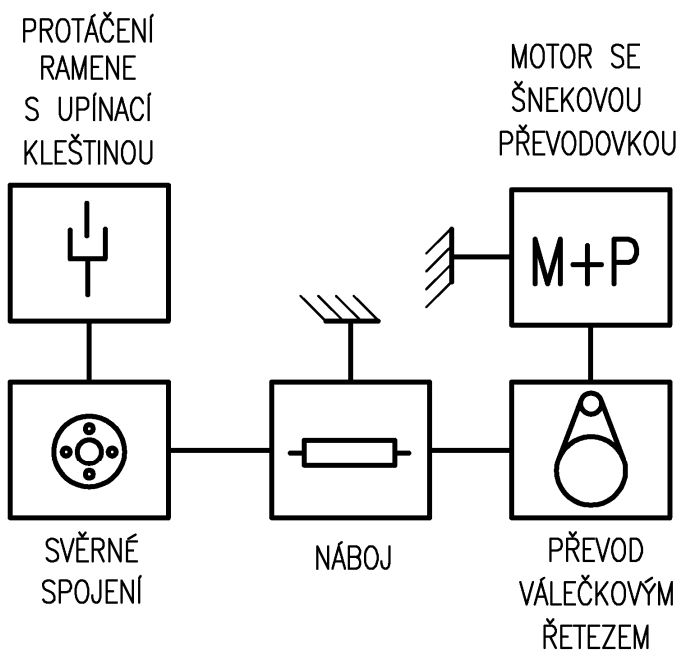 PROTÁČENÍ
RAMENE
S UPÍNACÍ
KLEŠTINOU
MOTOR SE
ŠNEKOVOU
PŘEVODOVKOU
M+P
SVĚRNÉ
SPOJENÍ
NÁBOJ
PŘEVOD
VÁLEČKOVÝM
ŘETEZEM